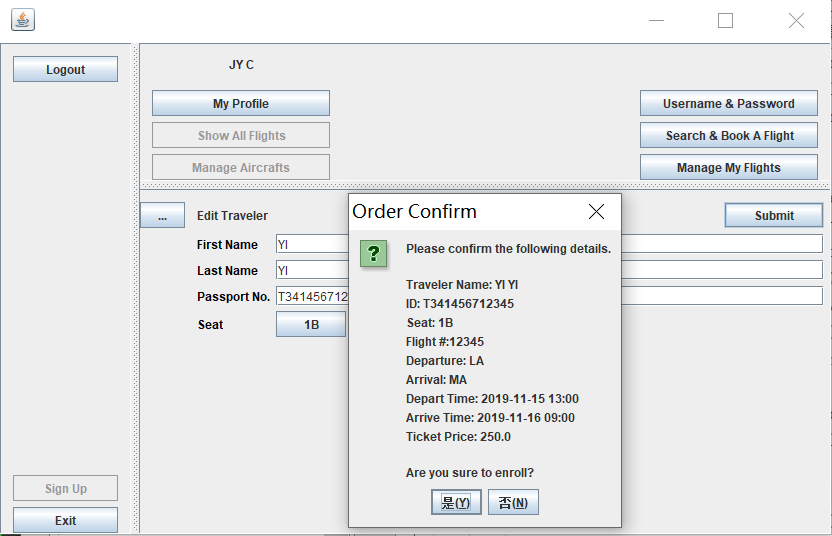 JY C
Logout
My Profile
Username & Password
Show All Flights
Search & Book A Flight
Manage Aircrafts
Manage My Flights
...
Edit Traveler
Submit
First Name
YI
Last Name
YI
Passport No.
T341456712
Seat
1B
Order Confirm
?
Please confirm the following details.
Traveler Name: YI YI
ID: T341456712345
Seat: 1B
Flight #:12345
Departure: LA
Arrival: MA
Depart Time: 2019-11-15 13:00
Arrive Time: 2019-11-16 09:00
Ticket Price: 250.0
Are you sure to enroll?
是(Y)
否(N)
Sign Up
Exit